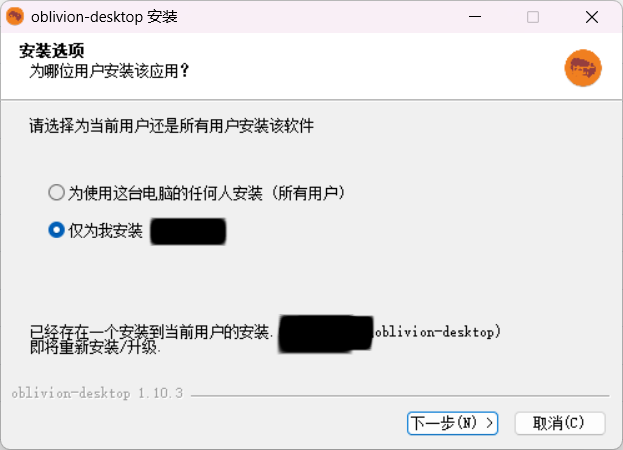 oblivion-desktop 安装
安装选项
为哪位用户安装该应用？
请选择为当前用户还是所有用户安装该软件
为使用这台电脑的任何人安装（所有用户）
仅为我安装
已经存在一个安装到当前用户的安装. oblivion-desktop)
即将重新安装/升级.
oblivion-desktop 1.10.3
下一步(N) >
取消(C)